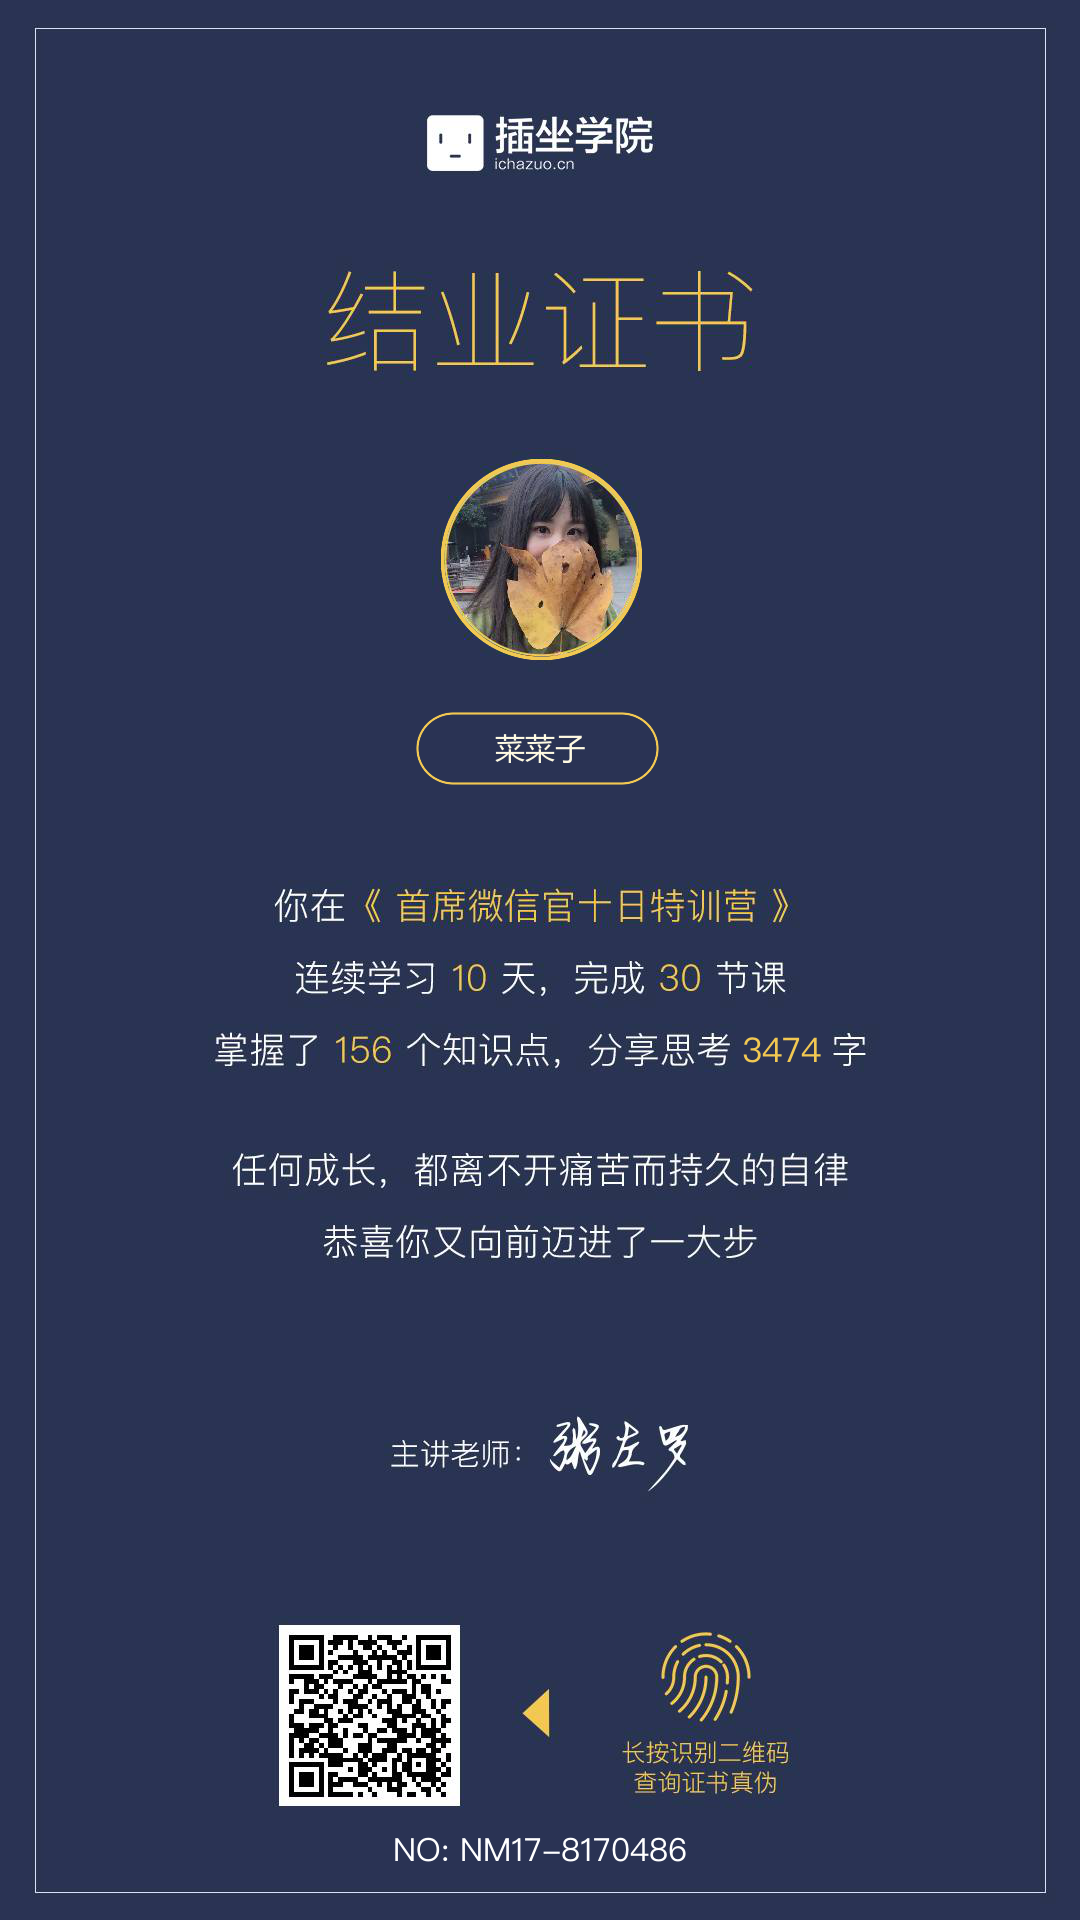 插坐学院
ichazuo.cn
结业证书
菜菜子
你在《 首席微信官十日特训营 》
连续学习 10 天，完成 30 节课
掌握了 156 个知识点，分享思考 3474 字
任何成长，都离不开痛苦而持久的自律
恭喜你又向前迈进了一大步
主讲老师：粥左罗
长按识别二维码
查询证书真伪
NO: NM17-8170486